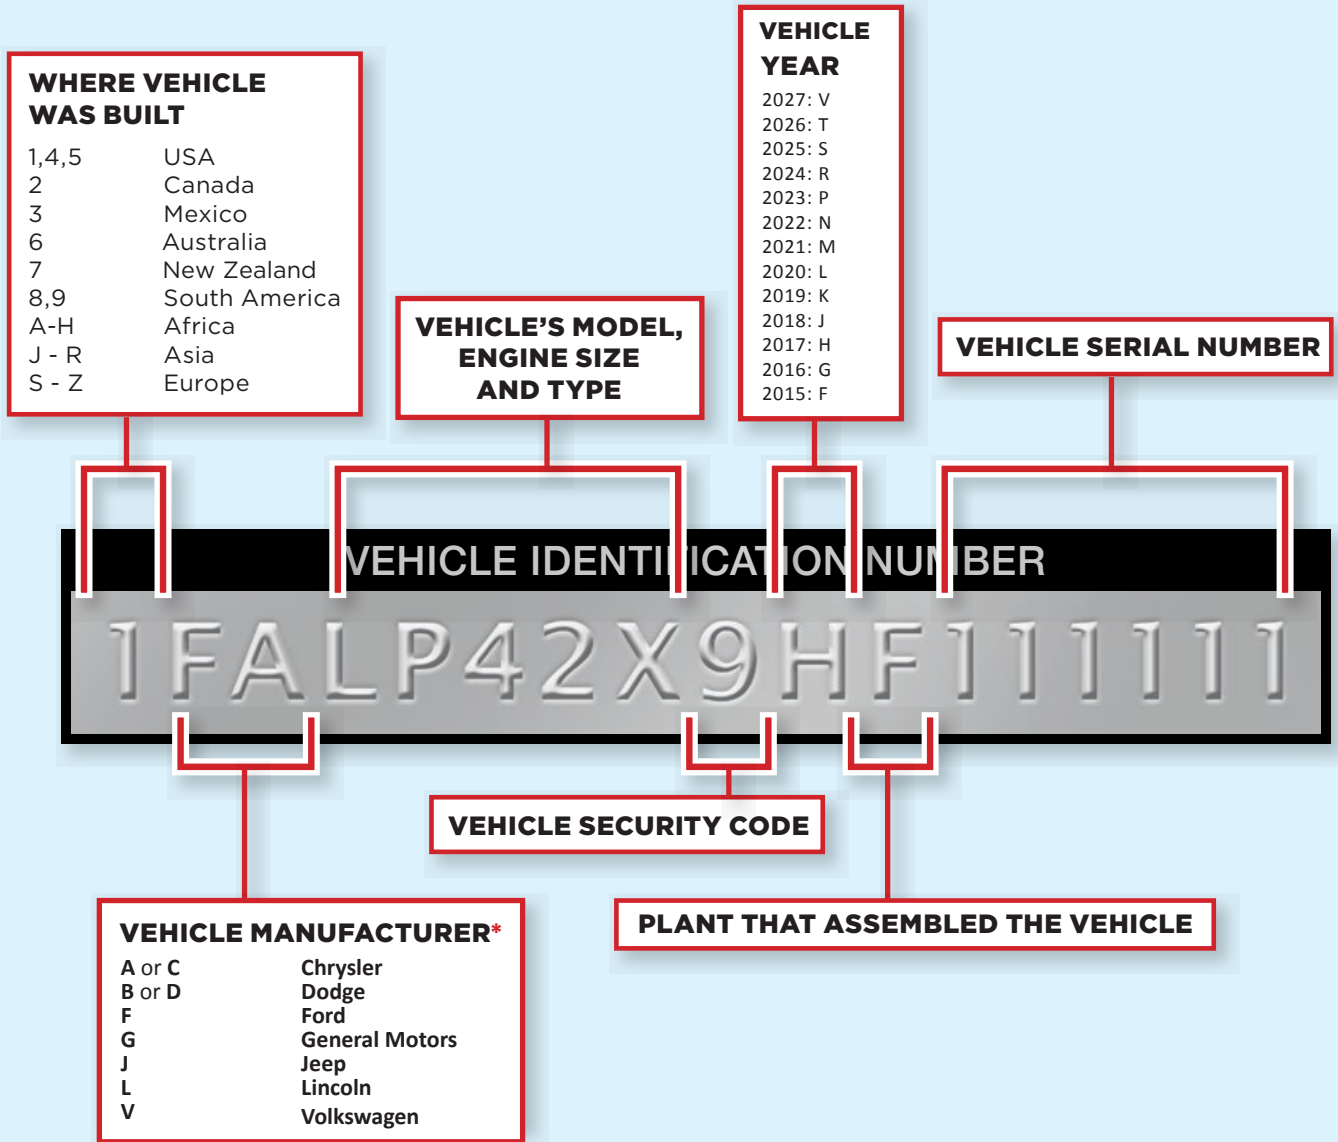 VEHICLE
YEAR
2027: V
2026: T
2025: S
2024: R
2023: P
2022: N
2021: M
2020: L
2019: K
2018: J
2017: H
2016: G
2015: F
WHERE VEHICLE
WAS BUILT
1,4,5 USA
2 Canada
3 Mexico
6 Australia
7 New Zealand
8,9 South America
A-H Africa
J - R Asia
S - Z Europe
VEHICLE'S MODEL,
ENGINE SIZE
AND TYPE
VEHICLE SERIAL NUMBER
VEHICLE IDENTIFICATION NUMBER
1FALP42X9HF111111
VEHICLE SECURITY CODE
VEHICLE MANUFACTURER*
A or C Chrysler
B or D Dodge
F Ford
G General Motors
J Jeep
L Lincoln
V Volkswagen
PLANT THAT ASSEMBLED THE VEHICLE